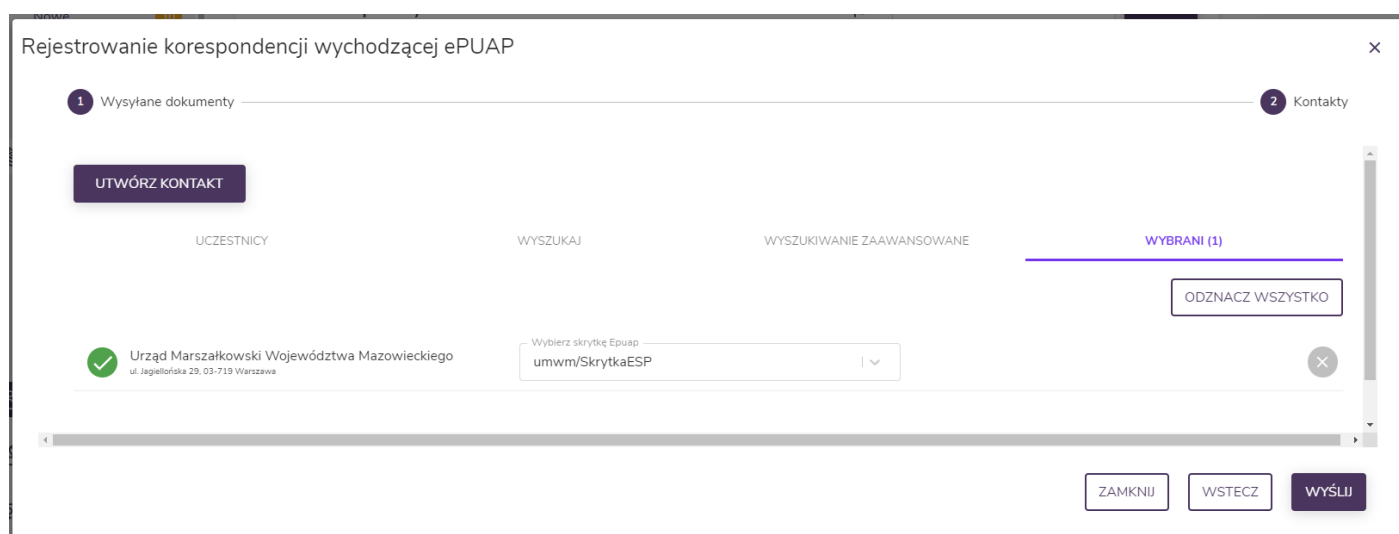 Nowe
Rejestrowanie korespondencji wychodzącej ePUAP
1 Wysyłane dokumenty
2 Kontakty
UTWÓRZ KONTAKT
UCZESTNICY WYSZUKAJ WYSZUKIWANIE ZAAWANSOWANE WYBRANI (1)
ODZNACZ WSZYSTKO
Wybierz skrytkę Epuap
Urząd Marszałkowski Województwa Mazowieckiego
umwm/SkrytkaESP
ul. Jagiellońska 29, 03-719 Warszawa
ZAMKNIJ WSTECZ WYŚLIJ